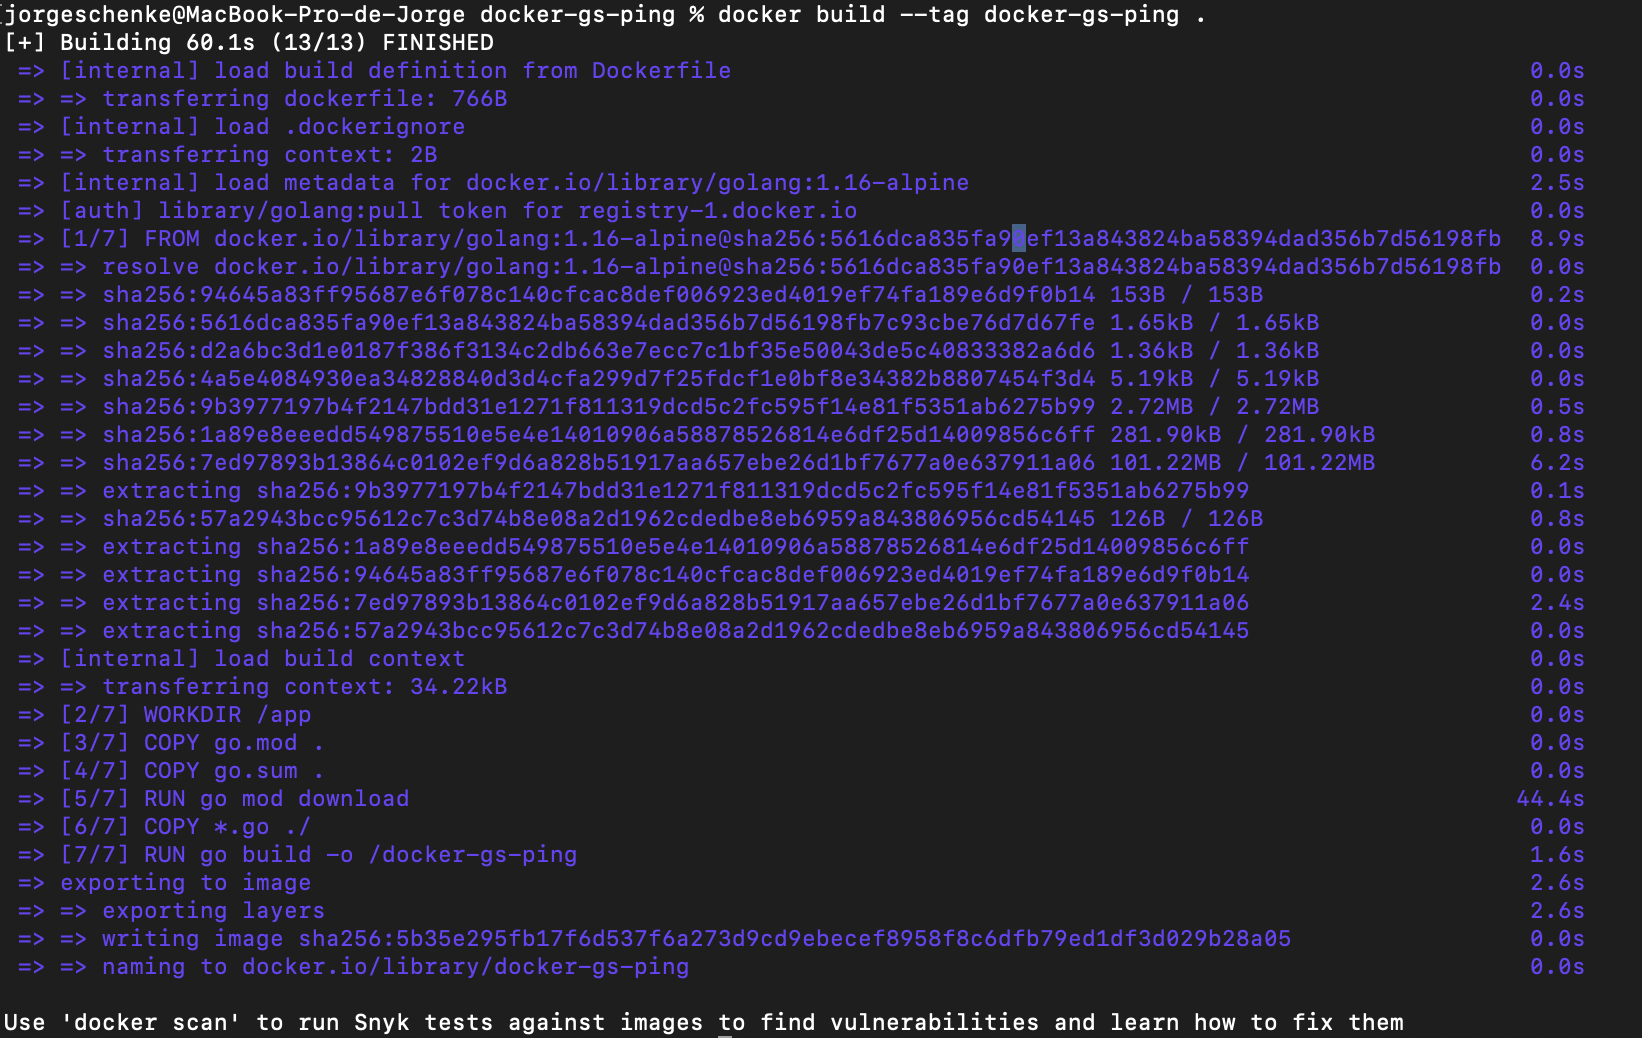 jorgeschenke@MacBook-Pro-de-Jorge docker-gs-ping % docker build --tag docker-gs-ping .
[+] Building 60.1s (13/13) FINISHED
=> [internal] load build definition from Dockerfile 0.0s
=> => transferring dockerfile: 766B 0.0s
=> [internal] load .dockerignore 0.0s
=> => transferring context: 2B 0.0s
=> [internal] load metadata for docker.io/library/golang:1.16-alpine 2.5s
=> [auth] library/golang:pull token for registry-1.docker.io 0.0s
=> [1/7] FROM docker.io/library/golang:1.16-alpine@sha256:5616dca835fa90ef13a843824ba58394dad356b7d56198fb 8.9s
=> => resolve docker.io/library/golang:1.16-alpine@sha256:5616dca835fa90ef13a843824ba58394dad356b7d56198fb 0.0s
=> => sha256:94645a83ff95687e6f078c140cfcac8def006923ed4019ef74fa189e6d9f0b14 153B / 153B 0.2s
=> => sha256:5616dca835fa90ef13a843824ba58394dad356b7d56198fb7c93cbe76d7d67fe 1.65kB / 1.65kB 0.0s
=> => sha256:d2a6bc3d1e0187f386f3134c2db663e7ecc7c1bf35e50043de5c40833382a6d6 1.36kB / 1.36kB 0.0s
=> => sha256:4a5e4084930ea34828840d3d4cfa299d7f25fdcf1e0bf8e34382b8807454f3d4 5.19kB / 5.19kB 0.0s
=> => sha256:9b3977197b4f2147bdd31e1271f811319dcd5c2fc595f14e81f5351ab6275b99 2.72MB / 2.72MB 0.5s
=> => sha256:1a89e8eeedd549875510e5e4e14010906a58878526814e6df25d14009856c6ff 281.90kB / 281.90kB 0.8s
=> => sha256:7ed97893b13864c0102ef9d6a828b51917aa657ebe26d1bf7677a0e637911a06 101.22MB / 101.22MB 6.2s
=> => extracting sha256:9b3977197b4f2147bdd31e1271f811319dcd5c2fc595f14e81f5351ab6275b99 0.1s
=> => sha256:57a2943bcc95612c7c3d74b8e08a2d1962cdedbe8eb6959a843806956cd54145 126B / 126B 0.8s
=> => extracting sha256:1a89e8eeedd549875510e5e4e14010906a58878526814e6df25d14009856c6ff 0.0s
=> => extracting sha256:94645a83ff95687e6f078c140cfcac8def006923ed4019ef74fa189e6d9f0b14 0.0s
=> => extracting sha256:7ed97893b13864c0102ef9d6a828b51917aa657ebe26d1bf7677a0e637911a06 2.4s
=> => extracting sha256:57a2943bcc95612c7c3d74b8e08a2d1962cdedbe8eb6959a843806956cd54145 0.0s
=> [internal] load build context 0.0s
=> => transferring context: 34.22kB 0.0s
=> [2/7] WORKDIR /app 0.0s
=> [3/7] COPY go.mod . 0.0s
=> [4/7] COPY go.sum . 0.0s
=> [5/7] RUN go mod download 44.4s
=> [6/7] COPY *.go ./ 0.0s
=> [7/7] RUN go build -o /docker-gs-ping 1.6s
=> exporting to image 2.6s
=> => exporting layers 2.6s
=> => writing image sha256:5b35e295fb17f6d537f6a273d9cd9ebecef8958f8c6dfb79ed1df3d029b28a05 0.0s
=> => naming to docker.io/library/docker-gs-ping 0.0s
Use 'docker scan' to run Snyk tests against images to find vulnerabilities and learn how to fix them